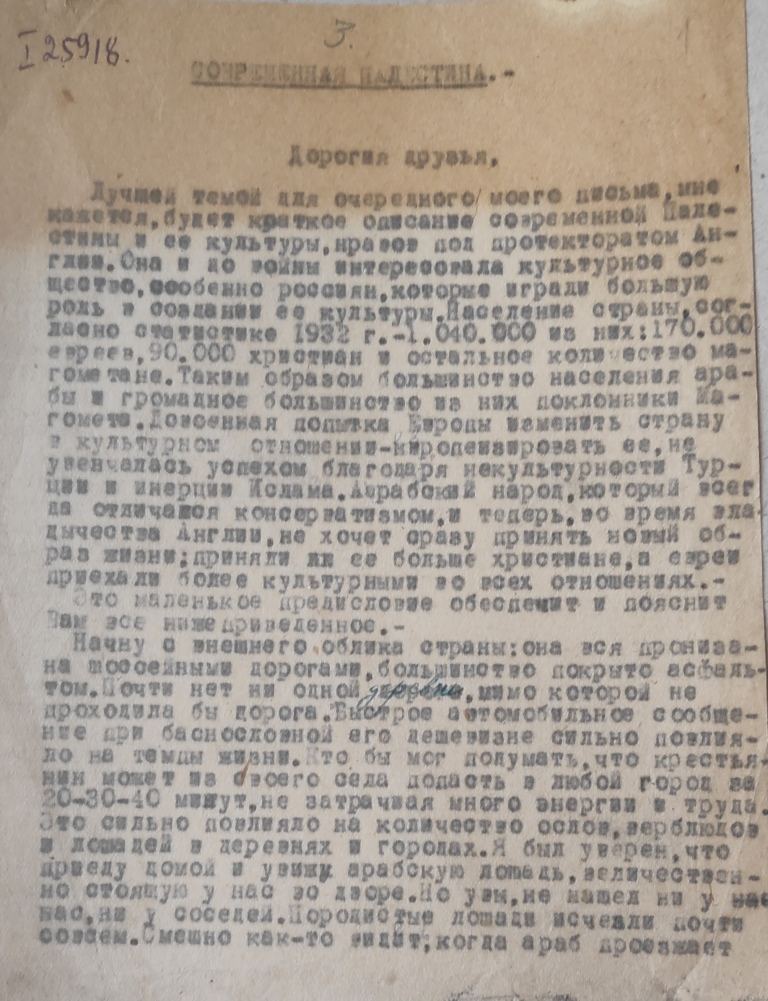 I 25918.
3.
1
СОВРЕМЕННАЯ ПАЛЕСТИНА.-
Дорогия друзья,
Лучшей темой для очередного моего письма,мне
кажется,будет краткое описание современной Пале-
стины и ее культуры,нравов под протекторатом Ан-
глии.Она и до войны интересовала культурное об-
щество,особенно россиян,которые играли большую
роль в создании ее культуры.Население страны,сог-
ласно статистике 1932 г.-1.040.000 из них:170.000
евреев,90.000 христиан и остальное количество ма-
гометане.Таким образом большинство населения ара-
бы и громадное большинство из них поклонники Ма-
гомета.Довоенная попытка Европы изменить страну
в культурном отношении-европеизировать ее,не
увенчалась успехом благодаря некультурности Тур-
ции и инерции Ислама.Аврабский народ,который всег
да отличался консерватизмом,и теперь,во время вла-
дычества Англии,не хочет сразу принять новый об-
раз жизни;приняли ли ее больше христиане,а евреи
приехали более культурными во всех отношениях.-
Это маленькое предисловие обеспечит и пояснит
Вам все нижеприведенное.-
Начну с внешнего облика страны:она вся прониза-
на шоссейными дорогами,большинство покрыто асфаль-
том.Почти нет ни одной деревни,мимо которой не
проходила бы дорога.Быстрое автомобильное сообще-
ние при баснословной его дешевизне сильно повлия-
ло на темпы жизни.Кто бы мог подумать,что крестья-
нин может из своего села попасть в любой город за
20-30-40 минут,не затрачивая много энергии и труда.
Это сильно повлияло на количество ослов,верблюдов
и лошадей в деревнях и городах.Я был уверен,что
приеду домой и увижу арабскую лошадь,величествен-
но стоящую у нас во дворе.Но увы,не нашел ни у нас
нас,ни у соседей.Породистые лошади исчезли почти
совсем.Смешно как-то видит,когда араб проезжает